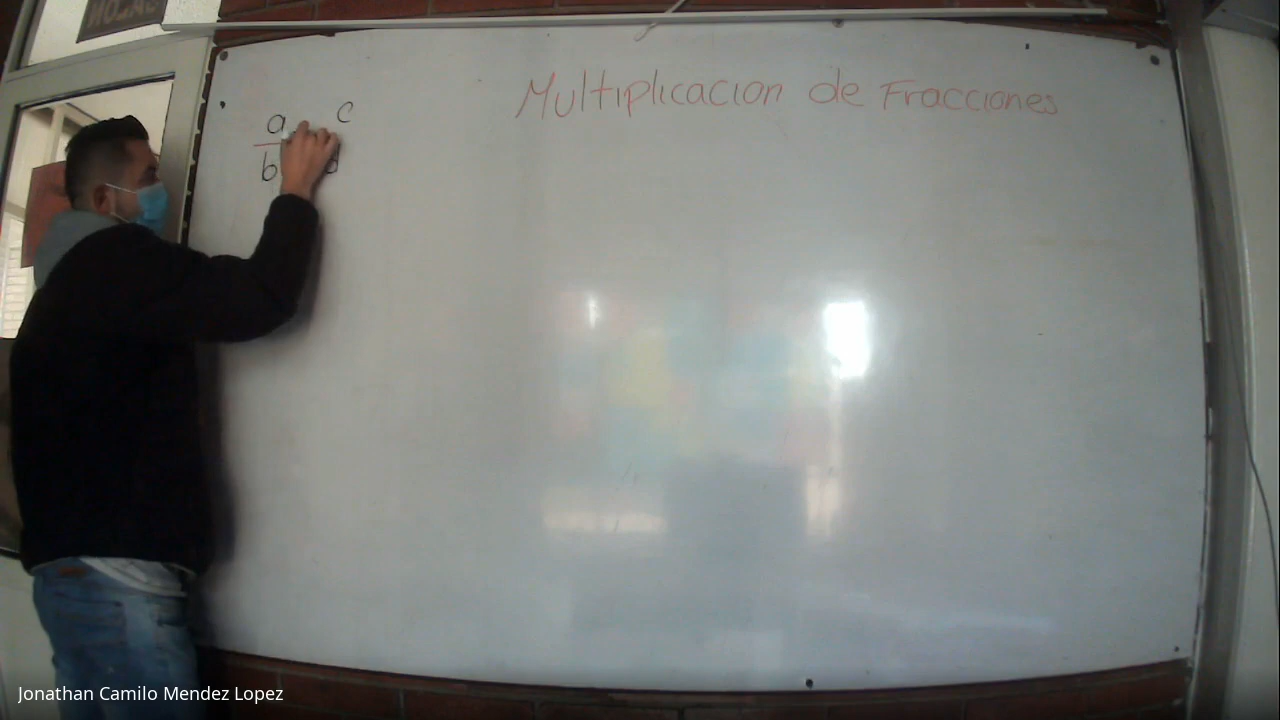 Multiplicacion de Fracciones
a c
b d
Jonathan Camilo Mendez Lopez